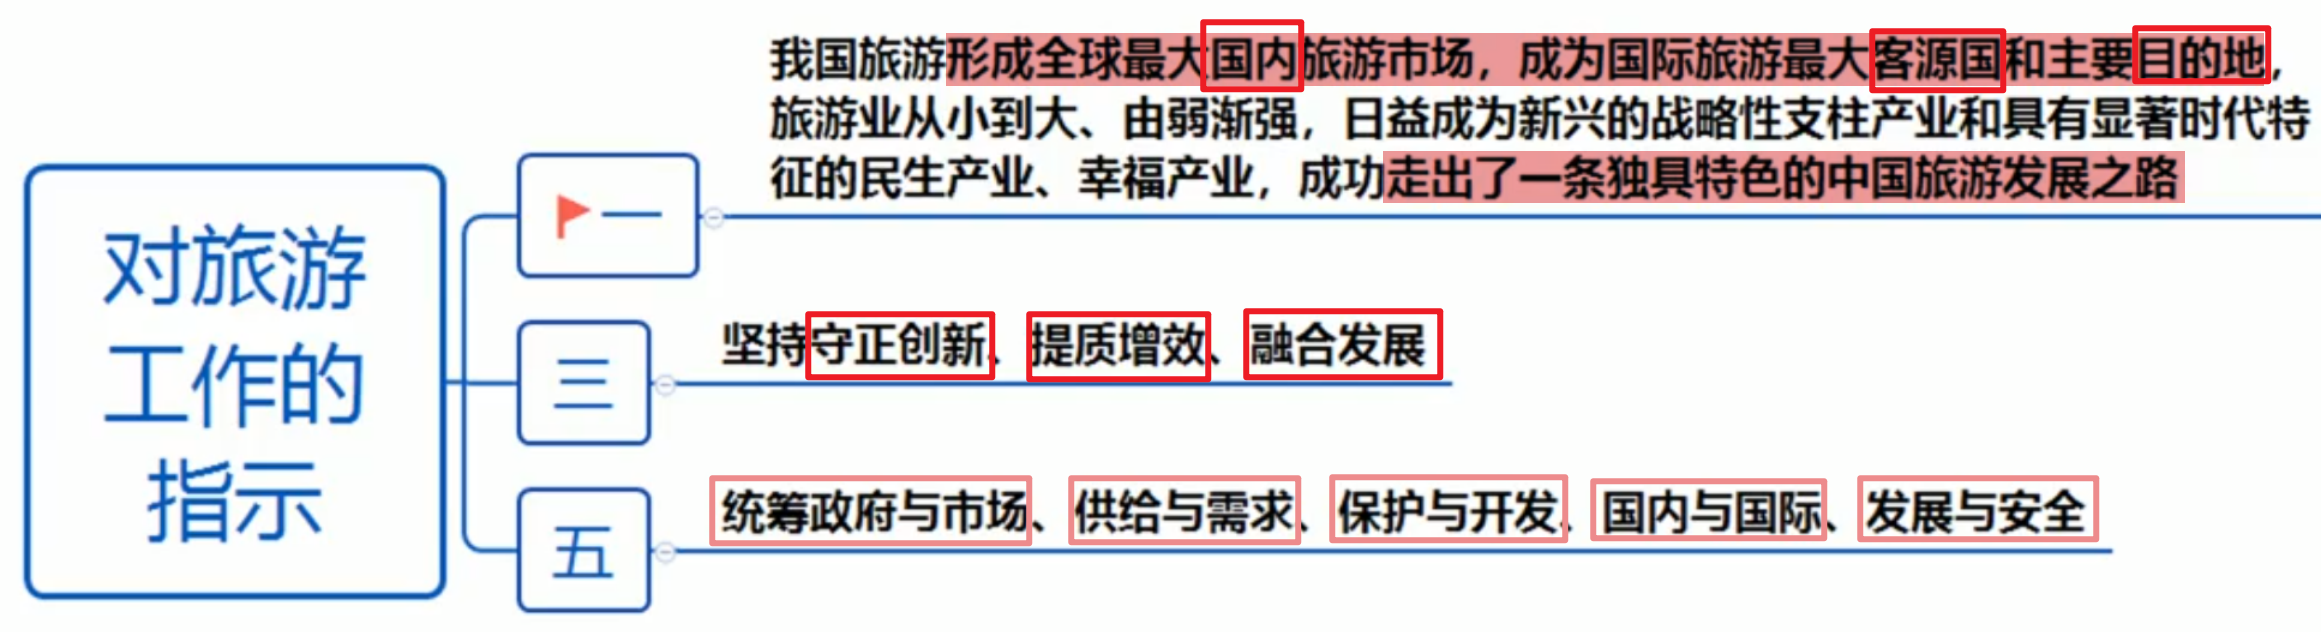 对旅游
工作的
指示
一
我国旅游形成全球最大国内旅游市场，成为国际旅游最大客源国和主要目的地，
旅游业从小到大、由弱渐强，日益成为新兴的战略性支柱产业和具有显著时代特
征的民生产业、幸福产业，成功走出了一条独具特色的中国旅游发展之路
三
坚持守正创新、提质增效、融合发展
五
统筹政府与市场、供给与需求、保护与开发、国内与国际、发展与安全